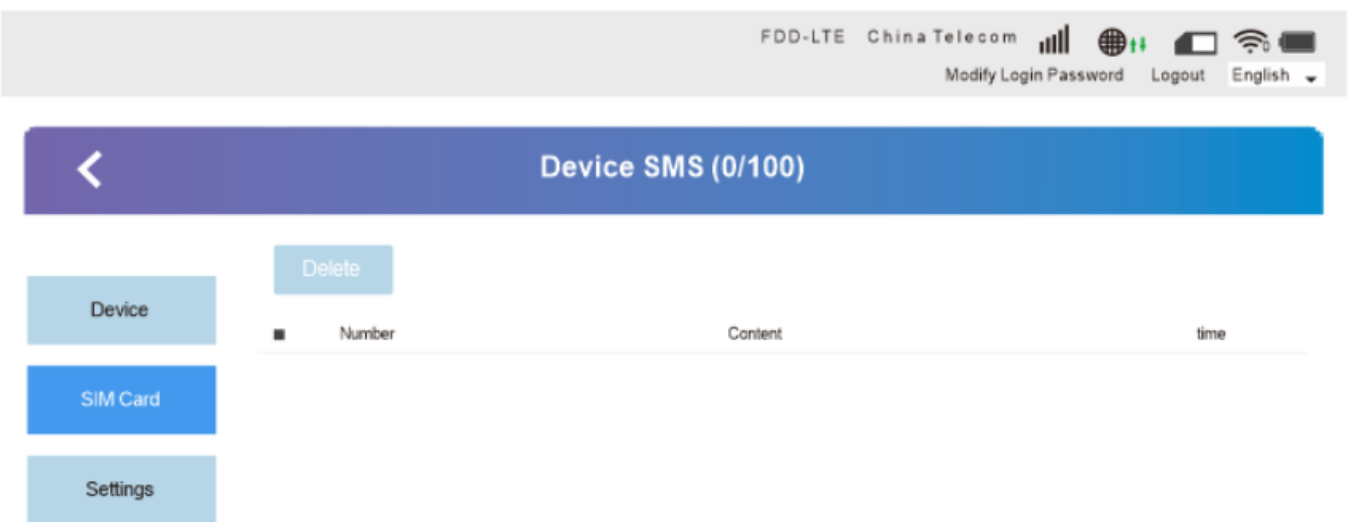 FDD-LTE China Telecom
Modify Login Password Logout English
Device SMS (0/100)
Delete
Device
Number Content time
SIM Card
Settings